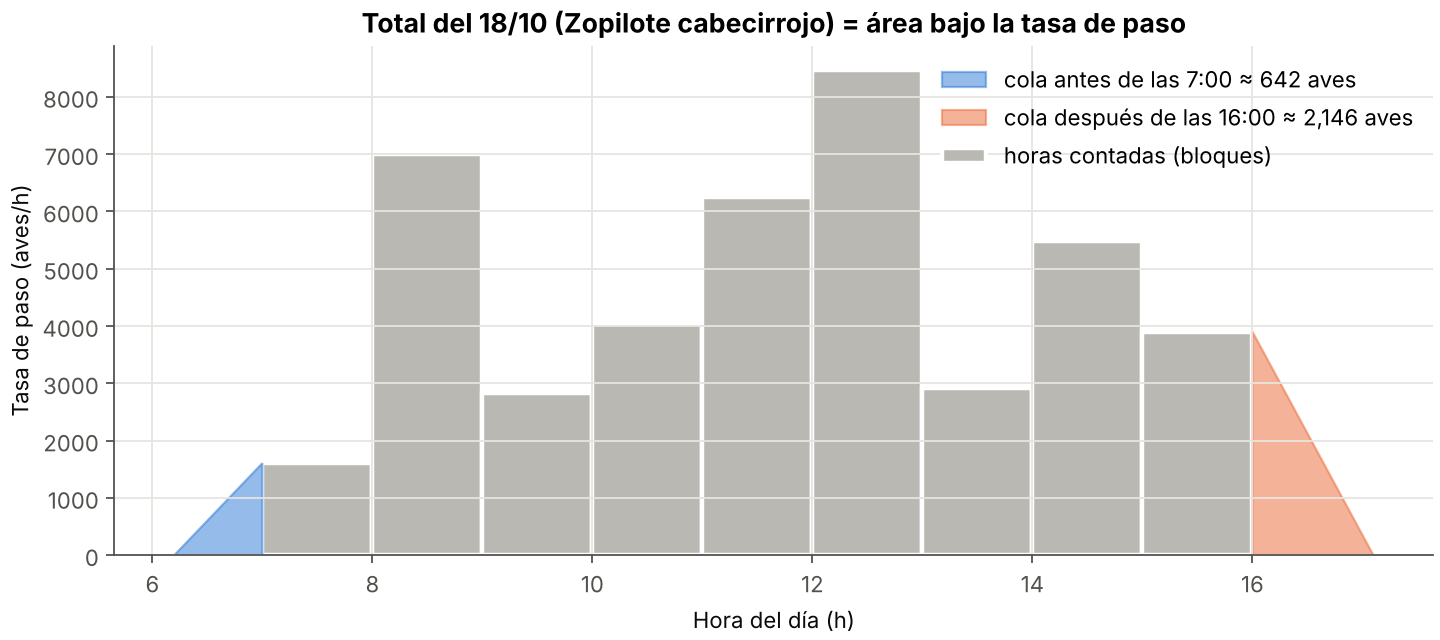 Total del 18/10 (Zopilote cabecirrojo) = área bajo la tasa de paso
cola antes de las 7:00 ≈ 642 aves
cola después de las 16:00 ≈ 2,146 aves
horas contadas (bloques)
Tasa de paso (aves/h)
8000
7000
6000
5000
4000
3000
2000
1000
0
6
8
10
12
14
16
Hora del día (h)